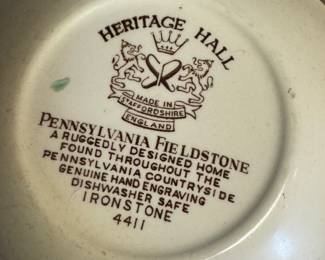 HERITAGE HALL
MADE IN
STAFFORDSHIRE
ENGLAND
PENNSYLVANIA FIELDSTONE
A RUGGEDLY DESIGNED HOME
FOUND THROUGHOUT THE
PENNSYLVANIA COUNTRYSIDE
GENUINE HAND ENGRAVING
DISHWASHER SAFE
IRONSTONE
4411